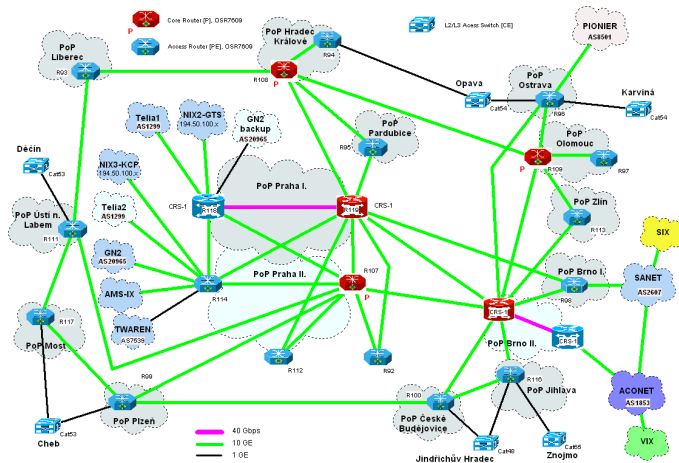 Core Router [P], OSR7609
P
Access Router [PE], OSR7609
L2/L3 Acess Switch [CE]
PIONIER
AS8501
PoP Hradec
Králové
R94
PoP
Liberec
R93
R108
P
Opava
Cat54
PoP
Ostrava
R96
Karviná
Cat54
Telia1
AS1299
NIX2-GTS
194.50.100.x
GN2
backup
AS20965
PoP
Pardubice
R95
PoP
Olomouc
R109
P
R97
Děčín
Cat53
NIX3-KCP
194.50.100.x
PoP Praha I.
CRS-1
R118
R119
CRS-1
PoP Zlín
R113
Telia2
AS1299
PoP Ústí n.
Labem
R111
SIX
GN2
AS20965
PoP Praha II.
R107
P
R114
AMS-IX
PoP Brno I.
R98
SANET
AS2607
TWAREN
AS7539
CRS-1
PoP Brno II.
CRS-1
R117
PoP Most
R112
R92
R99
PoP Plzeň
R100
PoP České
Budějovice
R116
PoP Jihlava
ACONET
AS1853
Cheb
Cat53
40 Gbps
10 GE
1 GE
Jindřichův Hradec
Cat48
Znojmo
Cat65
VIX